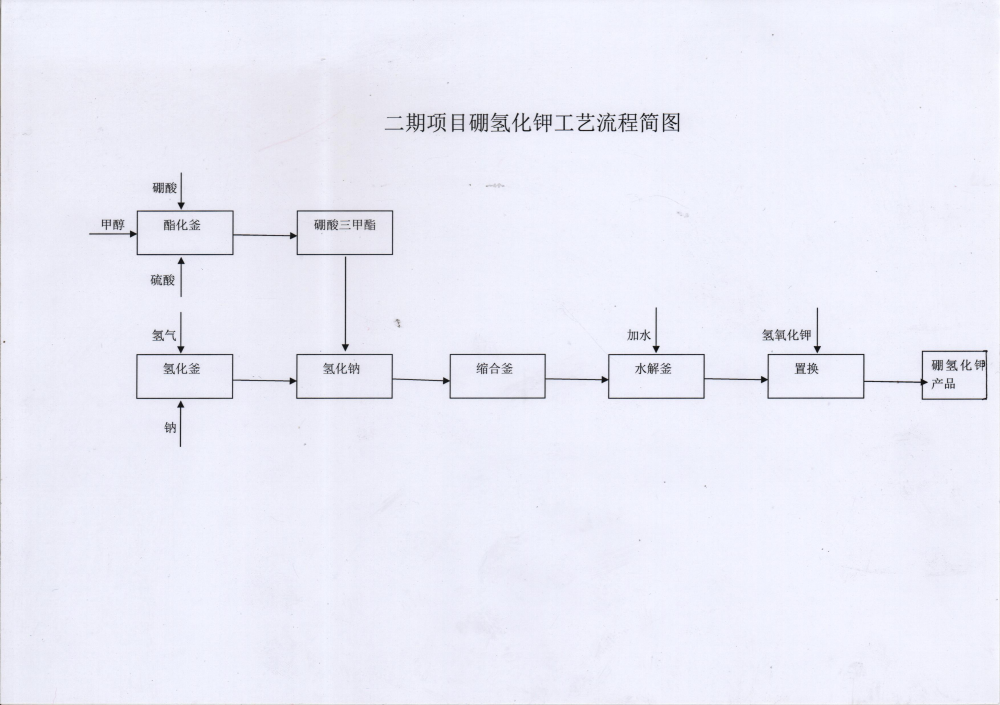 二期项目硼氢化钾工艺流程简图
硼酸
甲醇
酯化釜
硼酸三甲酯
硫酸
氢气
加水
氢氧化钾
氢化釜
氢化钠
缩合釜
水解釜
置换
硼氢化钾
产品
钠